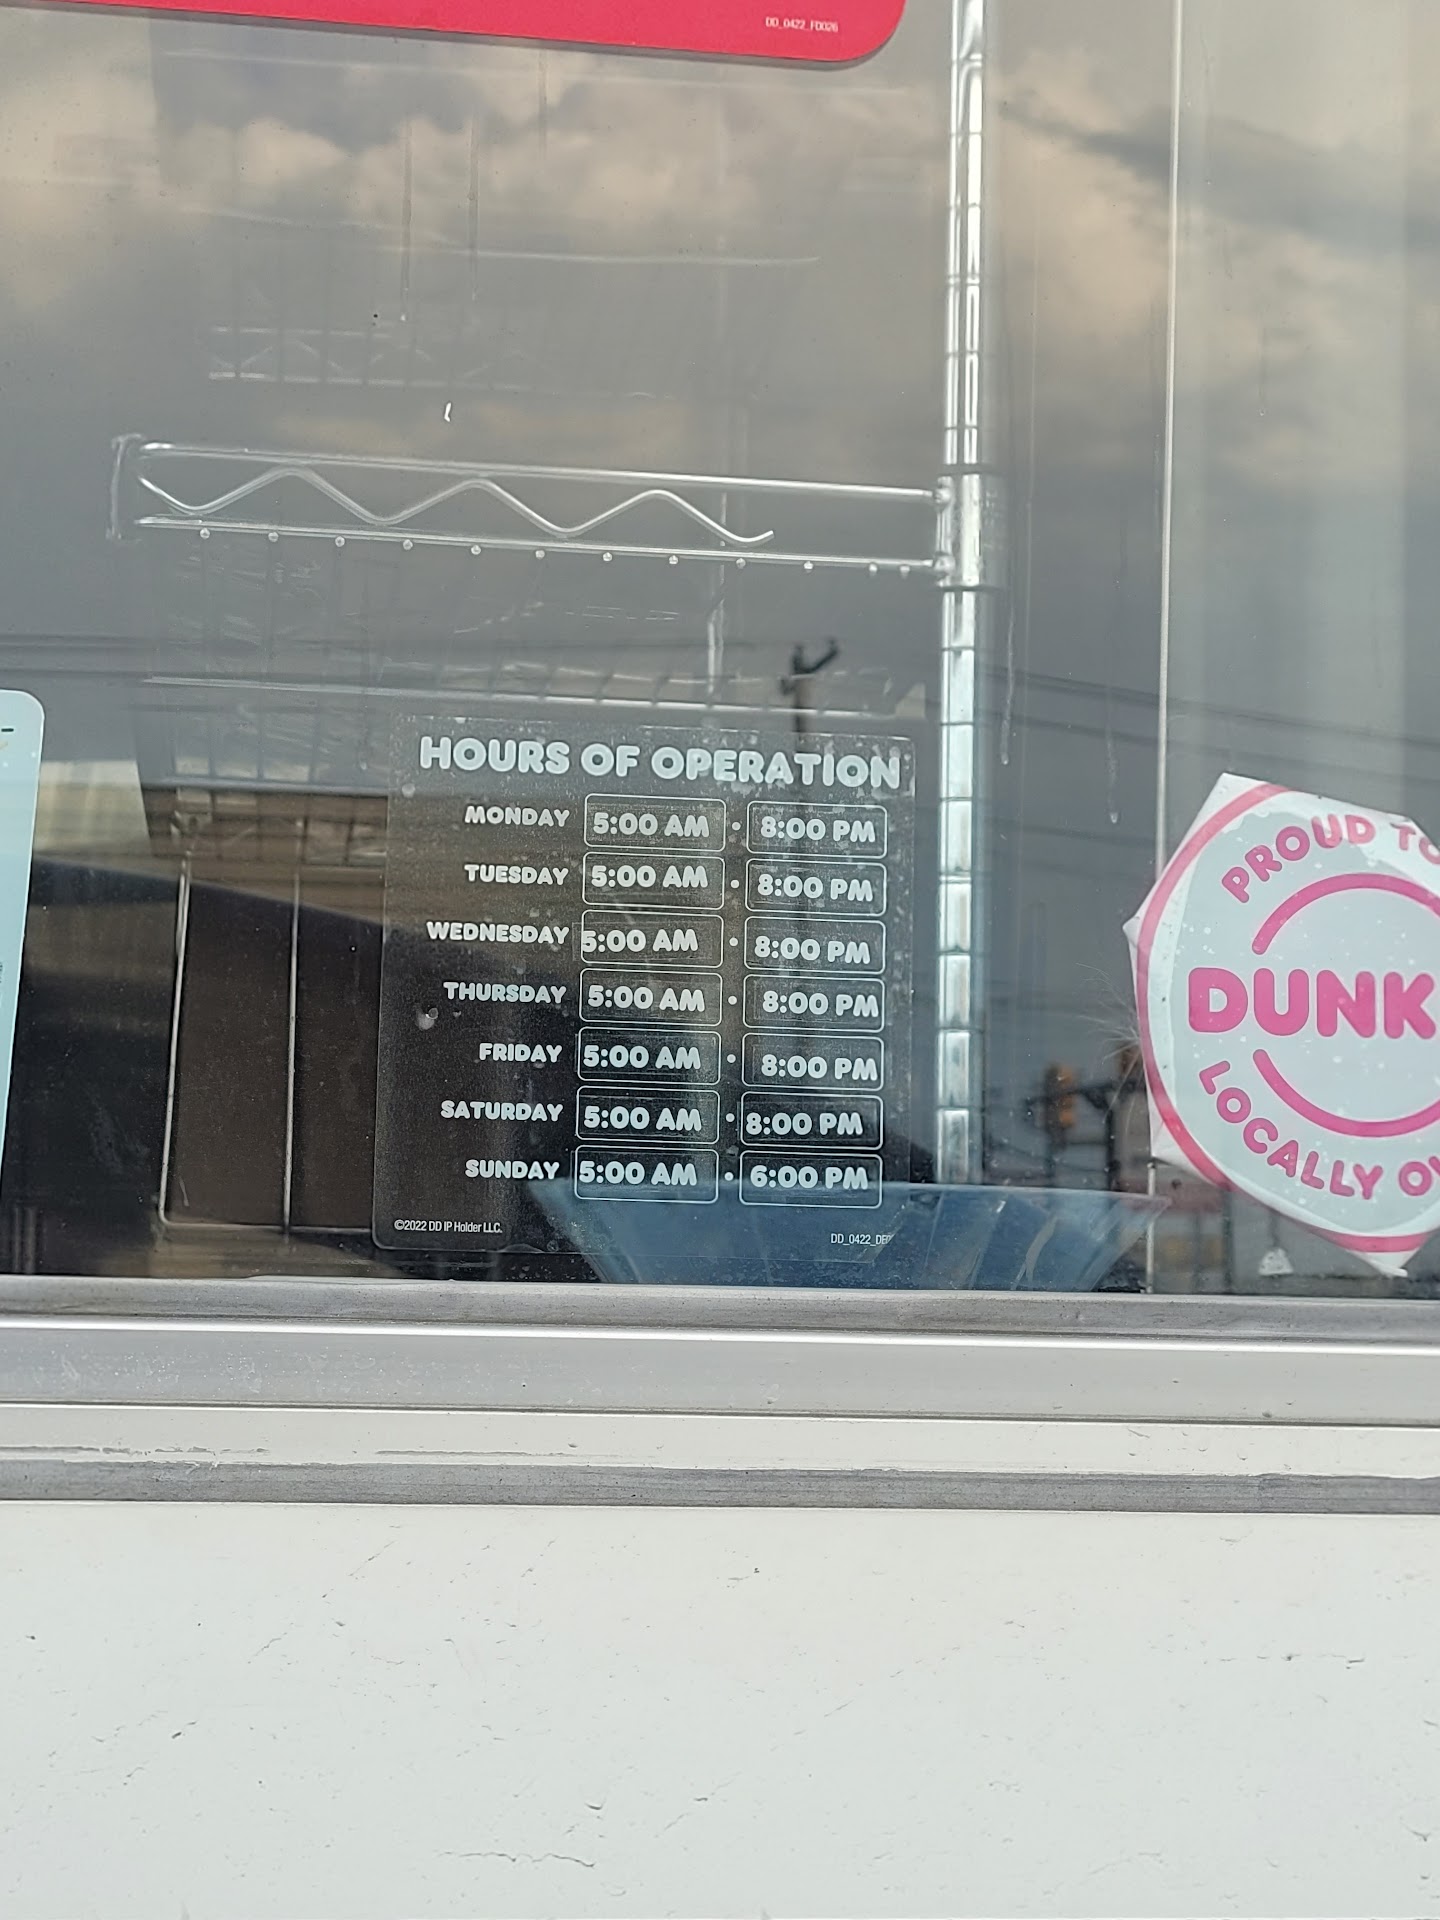 DD_0422_FD026
HOURS OF OPERATION
MONDAY 5:00 AM • 8:00 PM
TUESDAY 5:00 AM • 8:00 PM
WEDNESDAY 5:00 AM • 8:00 PM
THURSDAY 5:00 AM • 8:00 PM
FRIDAY 5:00 AM • 8:00 PM
SATURDAY 5:00 AM • 8:00 PM
SUNDAY 5:00 AM • 6:00 PM
©2022 DD IP Holder LLC.
PROUD TO
DUNK
LOCALLY